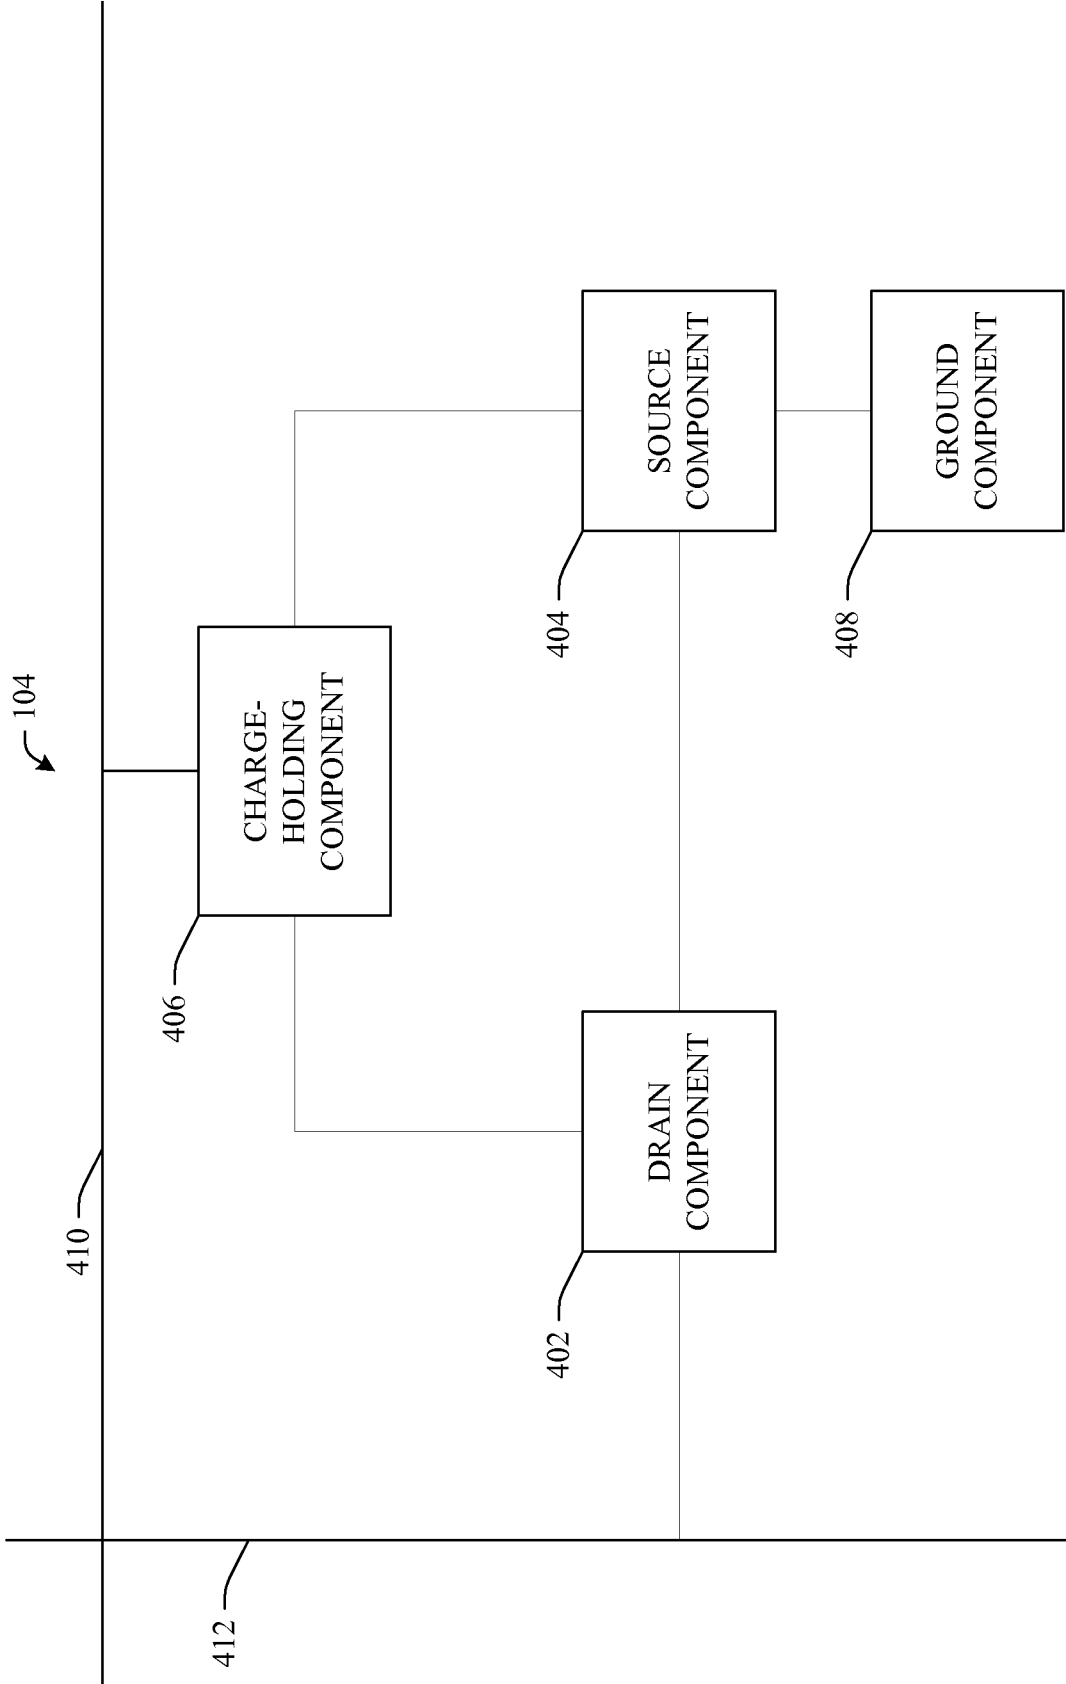 104
410
412
406
CHARGE-
HOLDING
COMPONENT
402
DRAIN
COMPONENT
404
SOURCE
COMPONENT
408
GROUND
COMPONENT